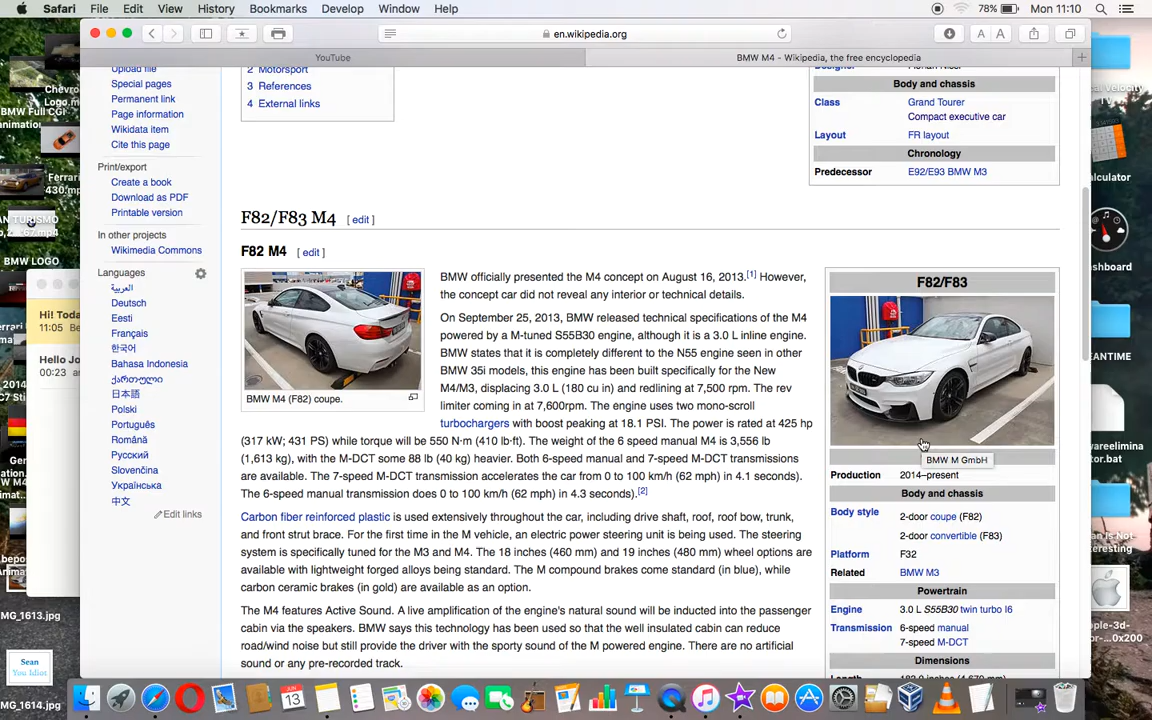 Safari File Edit View History Bookmarks Develop Window Help 78% Mon 11:10
en.wikipedia.org
YouTube
BMW M4 - Wikipedia, the free encyclopedia
Upload file
Special pages
Permanent link
Page information
Wikidata item
Cite this page
Print/export
Create a book
Download as PDF
Printable version
In other projects
Wikimedia Commons
Languages
العربية
Deutsch
Eesti
Français
한국어
Bahasa Indonesia
ქართული
日本語
Polski
Português
Română
Русский
Slovenčina
Українська
中文
Edit links
2 Motorsport
3 References
4 External links
Body and chassis
Class Grand Tourer
Compact executive car
Layout FR layout
Chronology
Predecessor E92/E93 BMW M3
F82/F83 M4 [ edit ]
F82 M4 [ edit ]
BMW M4 (F82) coupe.
BMW officially presented the M4 concept on August 16, 2013.[1] However,
the concept car did not reveal any interior or technical details.
On September 25, 2013, BMW released technical specifications of the M4
powered by a M-tuned S55B30 engine, although it is a 3.0 L inline engine.
BMW states that it is completely different to the N55 engine seen in other
BMW 35i models, this engine has been built specifically for the New
M4/M3, displacing 3.0 L (180 cu in) and redlining at 7,500 rpm. The rev
limiter coming in at 7,600rpm. The engine uses two mono-scroll
turbochargers with boost peaking at 18.1 PSI. The power is rated at 425 hp
(317 kW; 431 PS) while torque will be 550 N·m (410 lb·ft). The weight of the 6 speed manual M4 is 3,556 lb
(1,613 kg), with the M-DCT some 88 lb (40 kg) heavier. Both 6-speed manual and 7-speed M-DCT transmissions
are available. The 7-speed M-DCT transmission accelerates the car from 0 to 100 km/h (62 mph) in 4.1 seconds).
The 6-speed manual transmission does 0 to 100 km/h (62 mph) in 4.3 seconds).[2]
Carbon fiber reinforced plastic is used extensively throughout the car, including drive shaft, roof, roof bow, trunk,
and front strut brace. For the first time in the M vehicle, an electric power steering unit is being used. The steering
system is specifically tuned for the M3 and M4. The 18 inches (460 mm) and 19 inches (480 mm) wheel options are
available with lightweight forged alloys being standard. The M compound brakes come standard (in blue), while
carbon ceramic brakes (in gold) are available as an option.
The M4 features Active Sound. A live amplification of the engine's natural sound will be inducted into the passenger
cabin via the speakers. BMW says this technology has been used so that the well insulated cabin can reduce
road/wind noise but still provide the driver with the sporty sound of the M powered engine. There are no artificial
sound or any pre-recorded track.
F82/F83
BMW M GmbH
Production 2014–present
Body and chassis
Body style 2-door coupe (F82)
2-door convertible (F83)
Platform F32
Related BMW M3
Powertrain
Engine 3.0 L S55B30 twin turbo I6
Transmission 6-speed manual
7-speed M-DCT
Dimensions
BMW LOGO
Hi! Toda
11:05 Be
Hello Jo
00:23
MG_1613.jpg
Sean
You Idiot
MG_1614.jpg
JUN
13